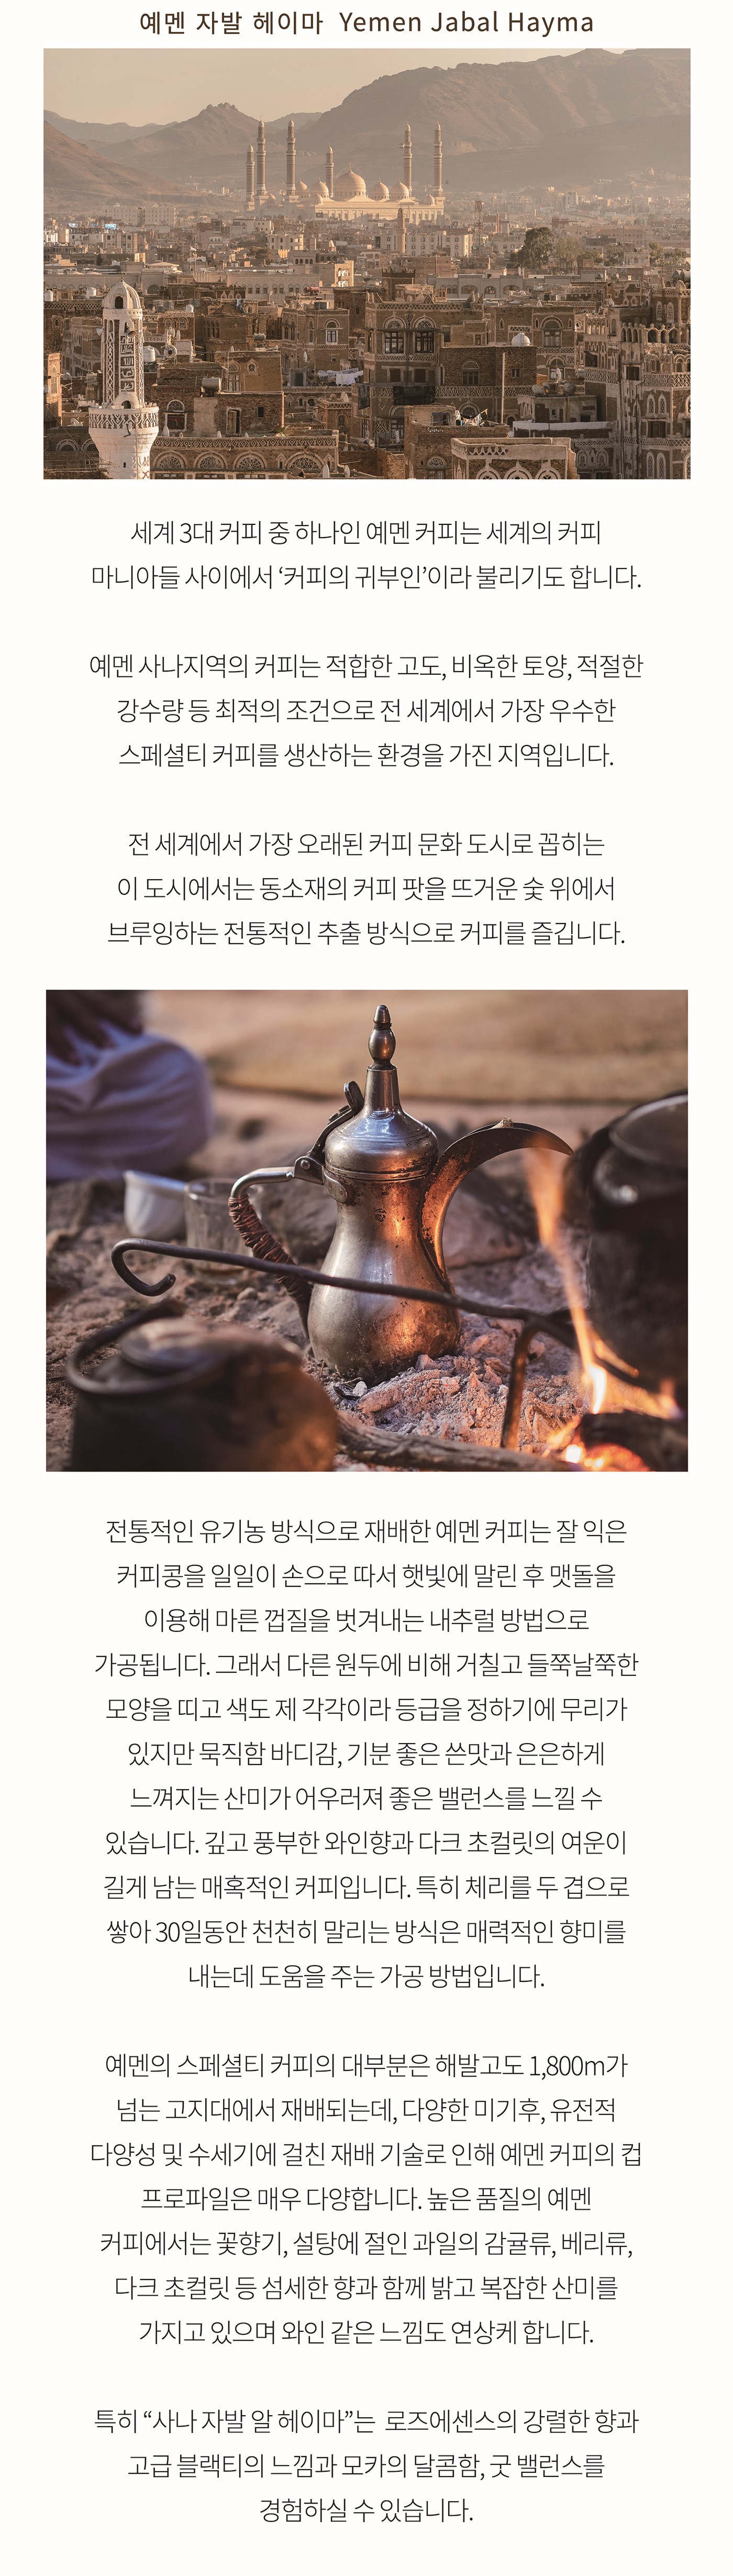 예멘 자발 헤이마 Yemen Jabal Hayma
세계 3대 커피 중 하나인 예멘 커피는 세계의 커피
마니아들 사이에서 ‘커피의 귀부인’이라 불리기도 합니다.
예멘 사나지역의 커피는 적합한 고도, 비옥한 토양, 적절한
강수량 등 최적의 조건으로 전 세계에서 가장 우수한
스페셜티 커피를 생산하는 환경을 가진 지역입니다.
전 세계에서 가장 오래된 커피 문화 도시로 꼽히는
이 도시에서는 동소재의 커피 팟을 뜨거운 숯 위에서
브루잉하는 전통적인 추출 방식으로 커피를 즐깁니다.
전통적인 유기농 방식으로 재배한 예멘 커피는 잘 익은
커피콩을 일일이 손으로 따서 햇빛에 말린 후 맷돌을
이용해 마른 껍질을 벗겨내는 내추럴 방법으로
가공됩니다. 그래서 다른 원두에 비해 거칠고 들쭉날쭉한
모양을 띠고 색도 제 각각이라 등급을 정하기에 무리가
있지만 묵직함 바디감, 기분 좋은 쓴맛과 은은하게
느껴지는 산미가 어우러져 좋은 밸런스를 느낄 수
있습니다. 깊고 풍부한 와인향과 다크 초컬릿의 여운이
길게 남는 매혹적인 커피입니다. 특히 체리를 두 겹으로
쌓아 30일동안 천천히 말리는 방식은 매력적인 향미를
내는데 도움을 주는 가공 방법입니다.
예멘의 스페셜티 커피의 대부분은 해발고도 1,800m가
넘는 고지대에서 재배되는데, 다양한 미기후, 유전적
다양성 및 수세기에 걸친 재배 기술로 인해 예멘 커피의 컵
프로파일은 매우 다양합니다. 높은 품질의 예멘
커피에서는 꽃향기, 설탕에 절인 과일의 감귤류, 베리류,
다크 초컬릿 등 섬세한 향과 함께 밝고 복잡한 산미를
가지고 있으며 와인 같은 느낌도 연상케 합니다.
특히 “사나 자발 알 헤이마”는 로즈에센스의 강렬한 향과
고급 블랙티의 느낌과 모카의 달콤함, 굿 밸런스를
경험하실 수 있습니다.